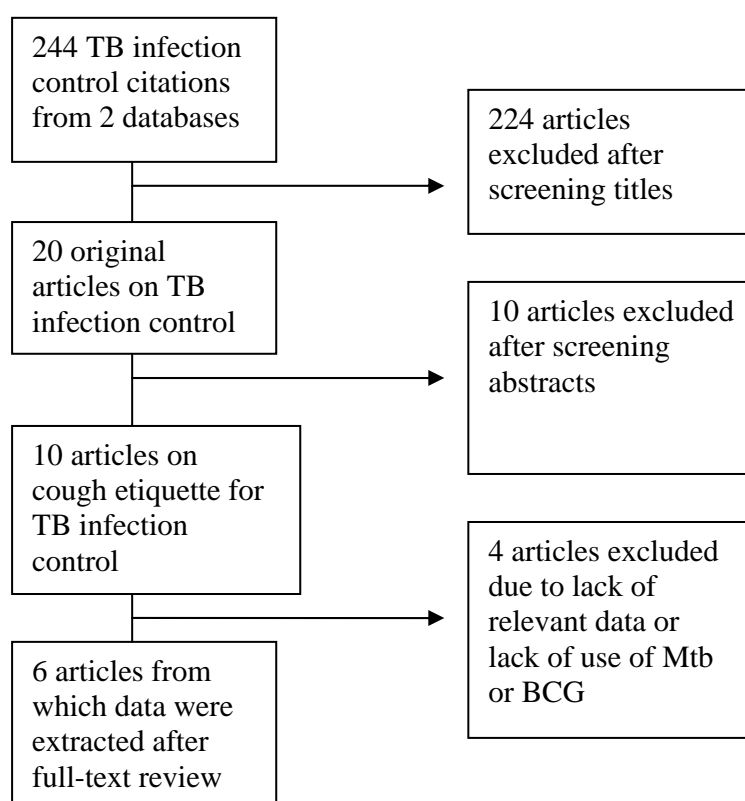 244 TB infection
control citations
from 2 databases
224 articles
excluded after
screening titles
20 original
articles on TB
infection control
10 articles excluded
after screening
abstracts
10 articles on
cough etiquette for
TB infection
control
4 articles excluded
due to lack of
relevant data or
lack of use of Mtb
or BCG
6 articles from
which data were
extracted after
full-text review